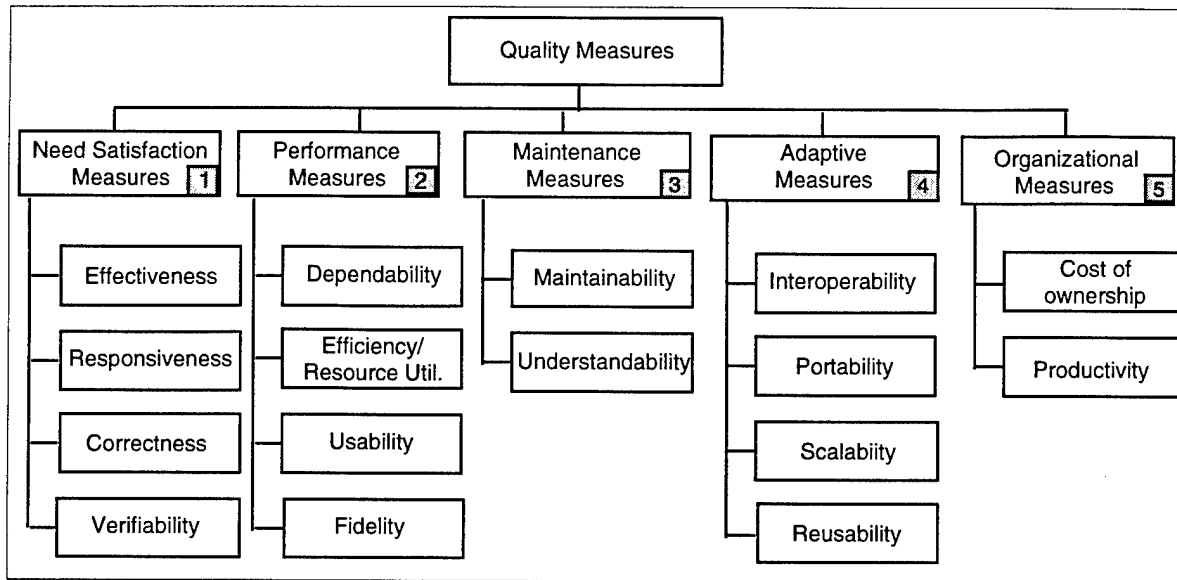 Quality Measures
Need Satisfaction
Measures
1
Performance
Measures
2
Maintenance
Measures
3
Adaptive
Measures
4
Organizational
Measures
5
Effectiveness
Responsiveness
Correctness
Verifiability
Dependability
Efficiency/
Resource Util.
Usability
Fidelity
Maintainability
Understandability
Interoperability
Portability
Scalabiity
Reusability
Cost of
ownership
Productivity